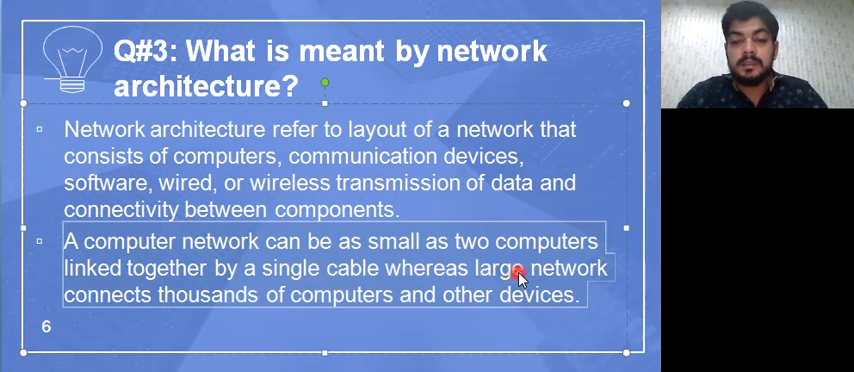 Q#3: What is meant by network
architecture?
▫ Network architecture refer to layout of a network that
consists of computers, communication devices,
software, wired, or wireless transmission of data and
connectivity between components.
▫ A computer network can be as small as two computers
linked together by a single cable whereas large network
connects thousands of computers and other devices.
6